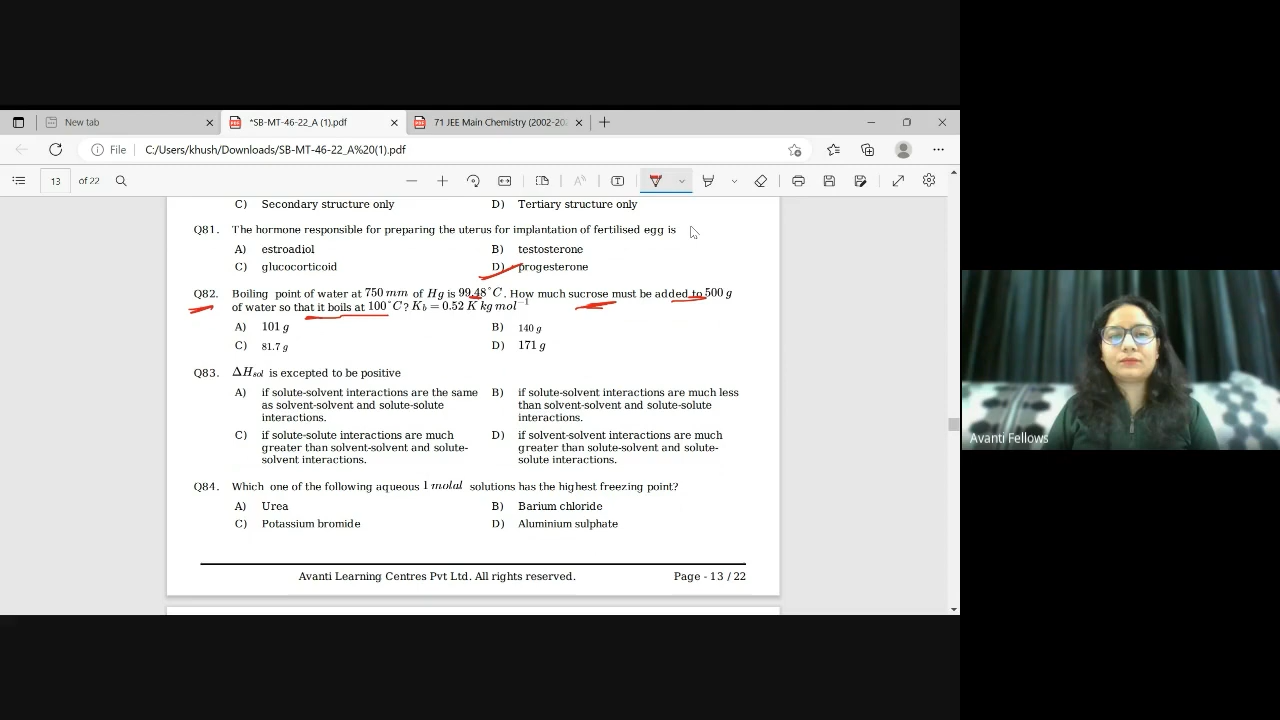 New tab
*SB-MT-46-22_A (1).pdf
71 JEE Main Chemistry (2002-20
File C:/Users/khush/Downloads/SB-MT-46-22_A%20(1).pdf
13 of 22
C) Secondary structure only D) Tertiary structure only
Q81. The hormone responsible for preparing the uterus for implantation of fertilised egg is
A) estradiol B) testosterone
C) glucocorticoid D) progesterone
Q82. Boiling point of water at 750 mm of Hg is 99.48°C. How much sucrose must be added to 500 g
of water so that it boils at 100°C? K_b = 0.52 K kg mol⁻¹
A) 101 g B) 140 g
C) 81.7 g D) 171 g
Q83. ΔH_sol is excepted to be positive
A) if solute-solvent interactions are the same B) if solute-solvent interactions are much less
as solvent-solvent and solute-solute than solvent-solvent and solute-solute
interactions. interactions.
C) if solute-solute interactions are much D) if solvent-solvent interactions are much
greater than solvent-solvent and solute- greater than solute-solvent and solute-
solvent interactions. solute interactions.
Q84. Which one of the following aqueous 1 molal solutions has the highest freezing point?
A) Urea B) Barium chloride
C) Potassium bromide D) Aluminium sulphate
Avanti Learning Centres Pvt Ltd. All rights reserved. Page - 13 / 22
Avanti Fellows